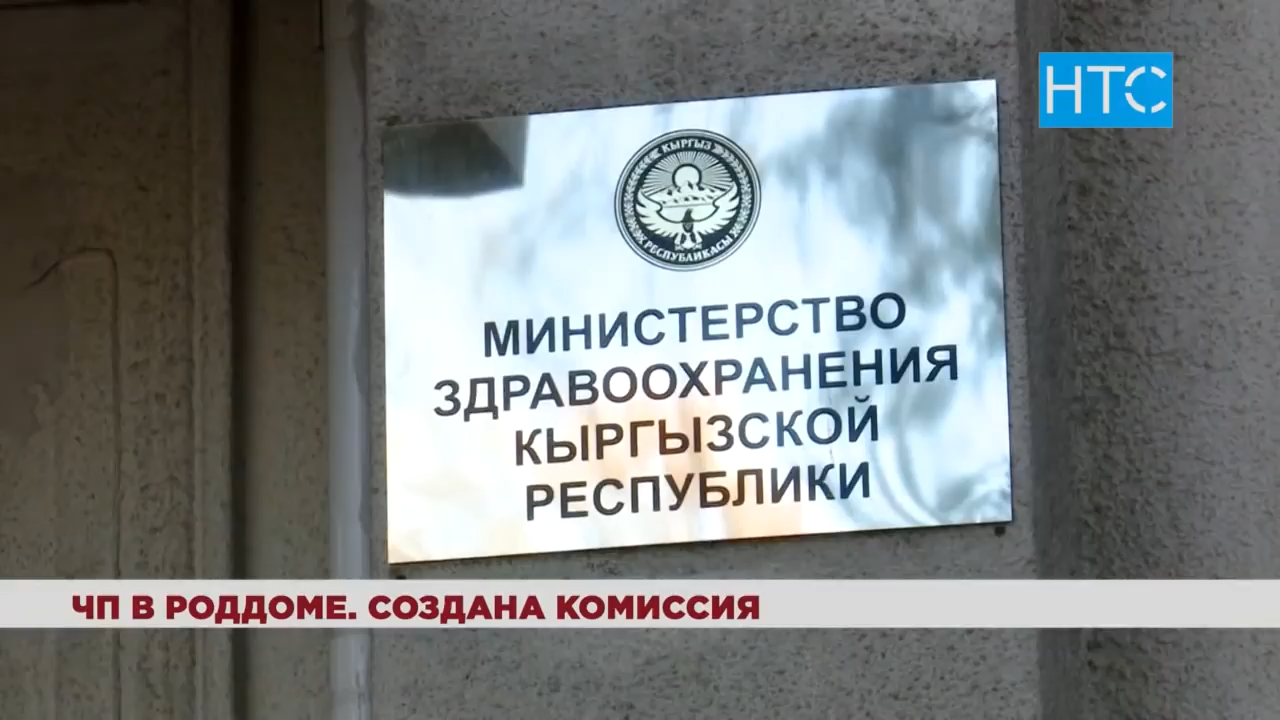 НТС
КЫРГЫЗ
РЕСПУБЛИКАСЫ
МИНИСТЕРСТВО
ЗДРАВООХРАНЕНИЯ
КЫРГЫЗСКОЙ
РЕСПУБЛИКИ
ЧП В РОДДОМЕ. СОЗДАНА КОМИССИЯ